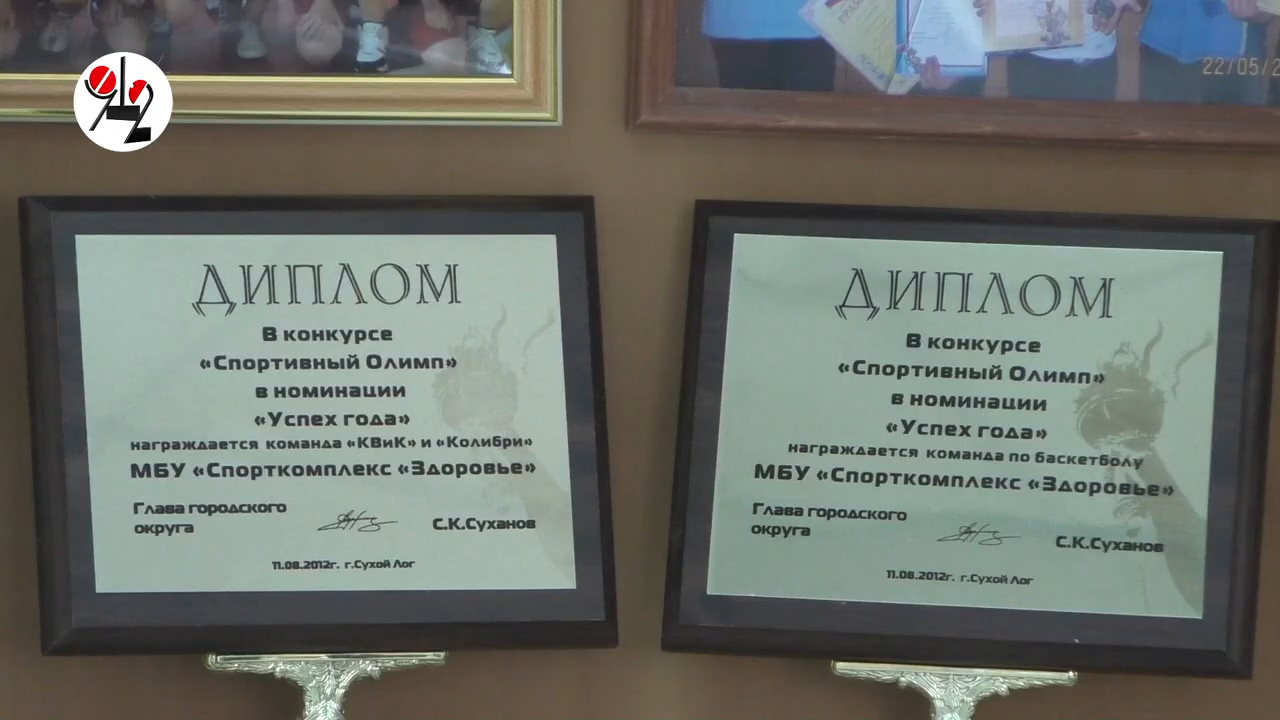 ГРАМ
22/05/2
ДИПЛОМ
В конкурсе
«Спортивный Олимп»
в номинации
«Успех года»
награждается команда «КВиК» и «Колибри»
МБУ «Спорткомплекс «Здоровье»
Глава городского
округа
С.К.Суханов
11.08.2012г. г.Сухой Лог
ДИПЛОМ
В конкурсе
«Спортивный Олимп»
в номинации
«Успех года»
награждается команда по баскетболу
МБУ «Спорткомплекс «Здоровье»
Глава городского
округа
С.К.Суханов
11.08.2012г. г.Сухой Лог